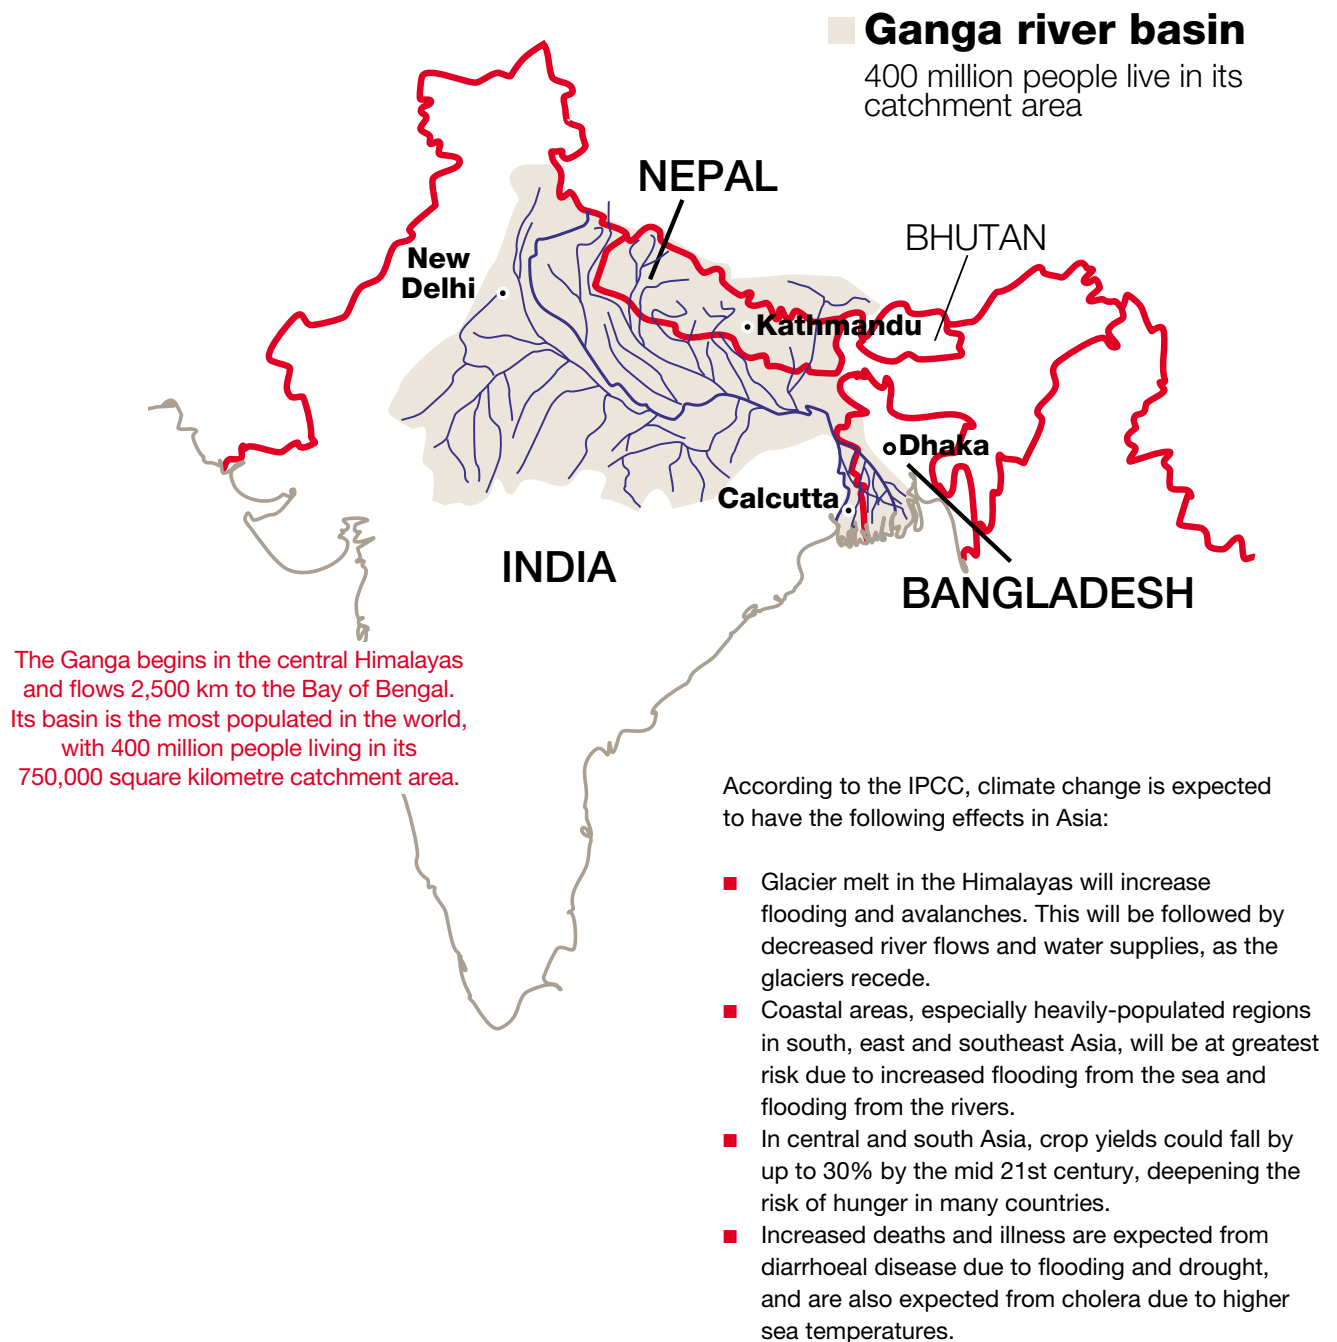 Ganga river basin
400 million people live in its
catchment area
NEPAL
BHUTAN
New
Delhi
Kathmandu
Dhaka
Calcutta
INDIA
BANGLADESH
The Ganga begins in the central Himalayas
and flows 2,500 km to the Bay of Bengal.
Its basin is the most populated in the world,
with 400 million people living in its
750,000 square kilometre catchment area.
According to the IPCC, climate change is expected
to have the following effects in Asia:
Glacier melt in the Himalayas will increase
flooding and avalanches. This will be followed by
decreased river flows and water supplies, as the
glaciers recede.
Coastal areas, especially heavily-populated regions
in south, east and southeast Asia, will be at greatest
risk due to increased flooding from the sea and
flooding from the rivers.
In central and south Asia, crop yields could fall by
up to 30% by the mid 21st century, deepening the
risk of hunger in many countries.
Increased deaths and illness are expected from
diarrhoeal disease due to flooding and drought,
and are also expected from cholera due to higher
sea temperatures.